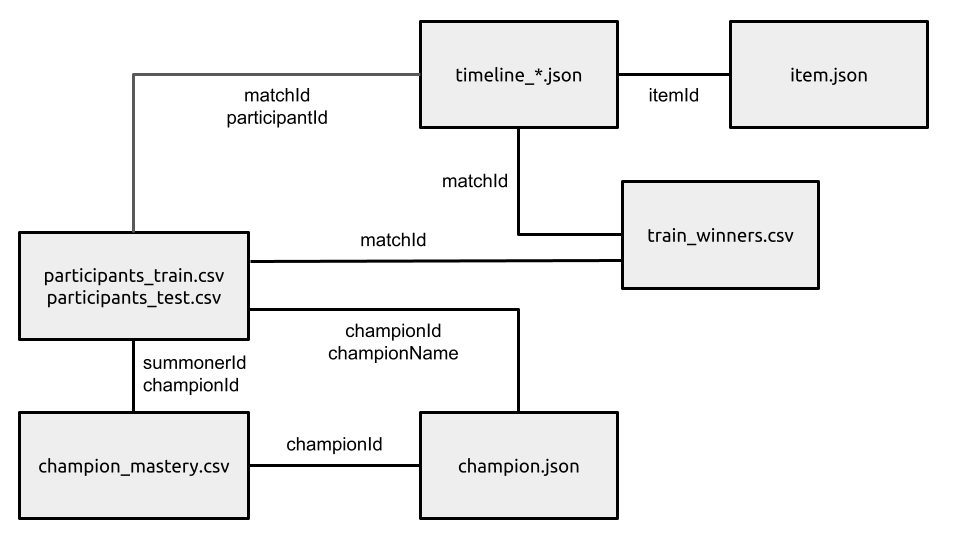 timeline_*.json
item.json
matchId
participantId
itemId
matchId
train_winners.csv
matchId
participants_train.csv
participants_test.csv
championId
championName
summonerId
championId
champion_mastery.csv
championId
champion.json